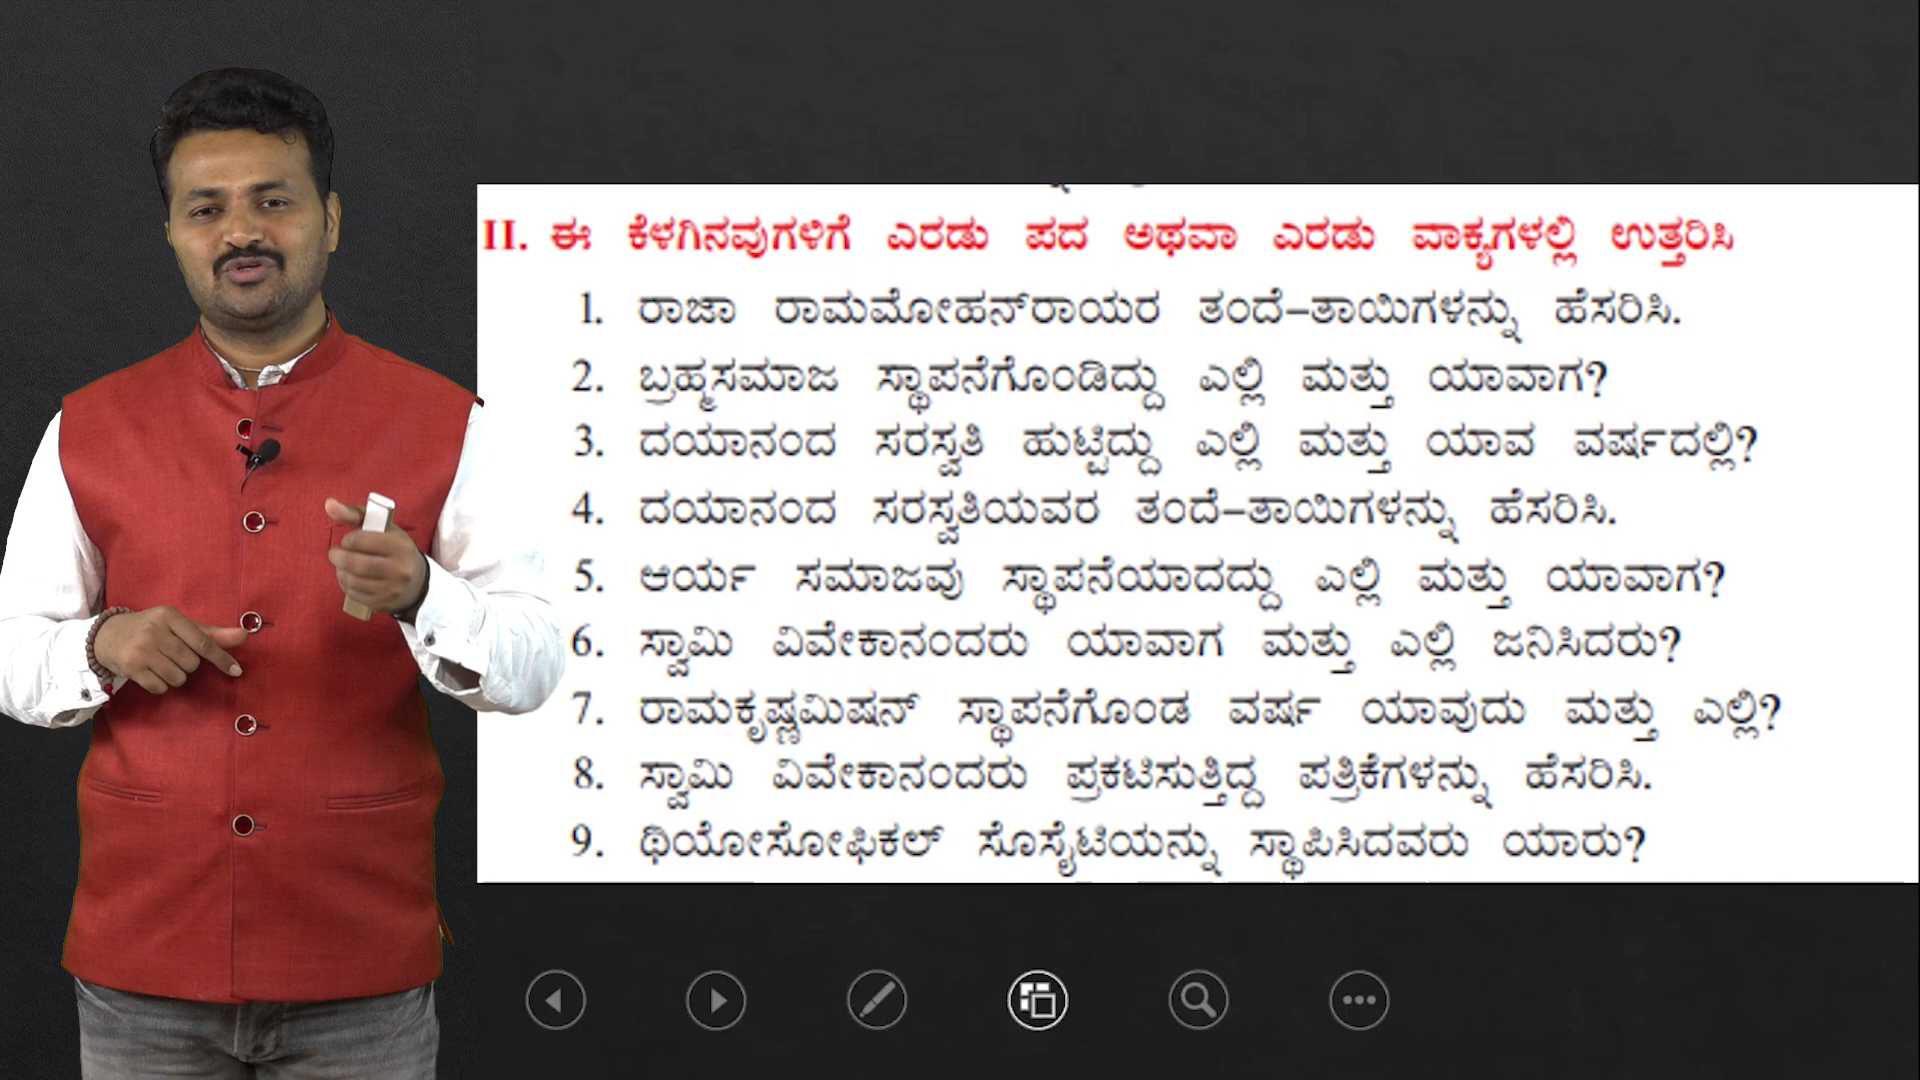 II. ಈ ಕೆಳಗಿನವುಗಳಿಗೆ ಎರಡು ಪದ ಅಥವಾ ಎರಡು ವಾಕ್ಯಗಳಲ್ಲಿ ಉತ್ತರಿಸಿ
1. ರಾಜಾ ರಾಮಮೋಹನ್‌ರಾಯರ ತಂದೆ–ತಾಯಿಗಳನ್ನು ಹೆಸರಿಸಿ.
2. ಬ್ರಹ್ಮಸಮಾಜ ಸ್ಥಾಪನೆಗೊಂಡಿದ್ದು ಎಲ್ಲಿ ಮತ್ತು ಯಾವಾಗ?
3. ದಯಾನಂದ ಸರಸ್ವತಿ ಹುಟ್ಟಿದ್ದು ಎಲ್ಲಿ ಮತ್ತು ಯಾವ ವರ್ಷದಲ್ಲಿ?
4. ದಯಾನಂದ ಸರಸ್ವತಿಯವರ ತಂದೆ–ತಾಯಿಗಳನ್ನು ಹೆಸರಿಸಿ.
5. ಆರ್ಯ ಸಮಾಜವು ಸ್ಥಾಪನೆಯಾದದ್ದು ಎಲ್ಲಿ ಮತ್ತು ಯಾವಾಗ?
6. ಸ್ವಾಮಿ ವಿವೇಕಾನಂದರು ಯಾವಾಗ ಮತ್ತು ಎಲ್ಲಿ ಜನಿಸಿದರು?
7. ರಾಮಕೃಷ್ಣಮಿಷನ್ ಸ್ಥಾಪನೆಗೊಂಡ ವರ್ಷ ಯಾವುದು ಮತ್ತು ಎಲ್ಲಿ?
8. ಸ್ವಾಮಿ ವಿವೇಕಾನಂದರು ಪ್ರಕಟಿಸುತ್ತಿದ್ದ ಪತ್ರಿಕೆಗಳನ್ನು ಹೆಸರಿಸಿ.
9. ಥಿಯೋಸೋಫಿಕಲ್ ಸೊಸೈಟಿಯನ್ನು ಸ್ಥಾಪಿಸಿದವರು ಯಾರು?